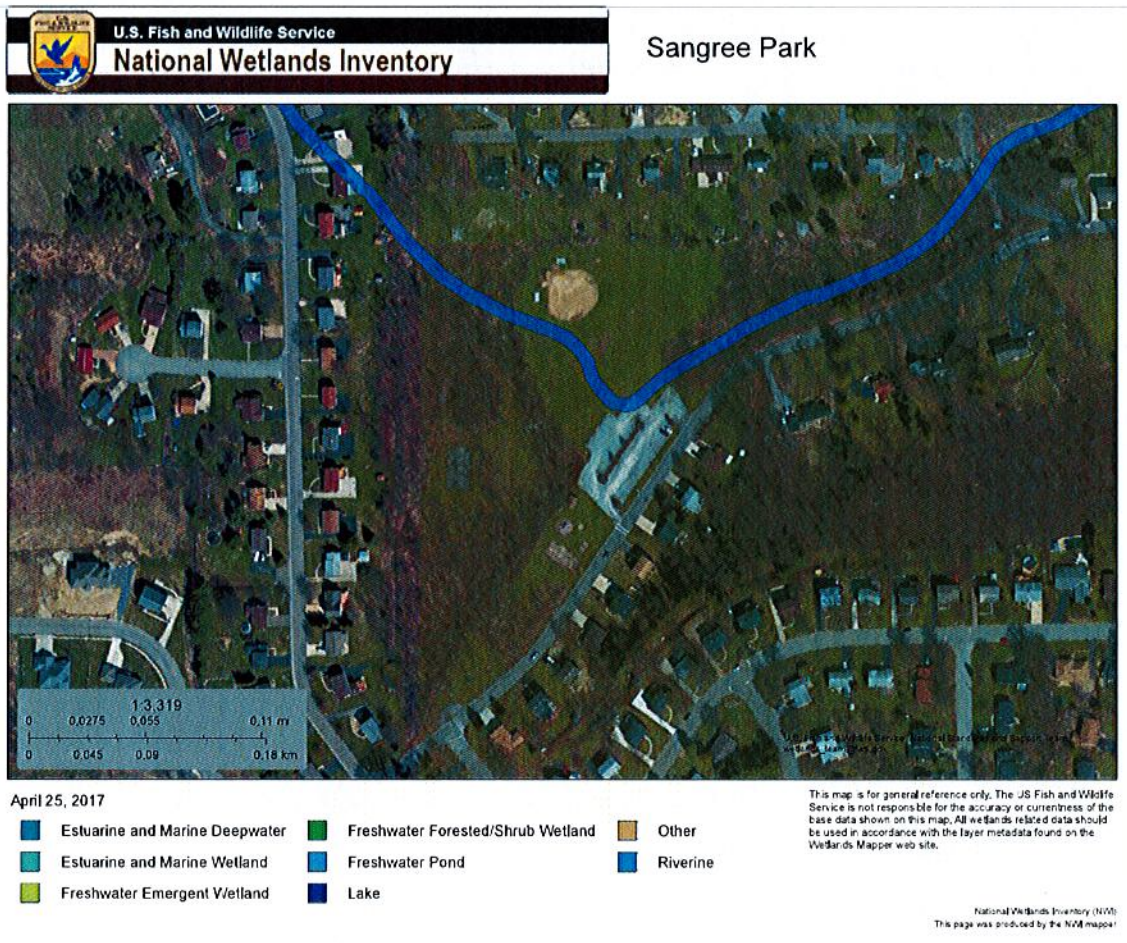 U.S.
FISH & WILDLIFE
SERVICE
U.S. Fish and Wildlife Service
National Wetlands Inventory
Sangree Park
1:3,319
0 0.0275 0.055 0.11 mi
0 0.045 0.09 0.18 km
April 25, 2017
Estuarine and Marine Deepwater
Estuarine and Marine Wetland
Freshwater Emergent Wetland
Freshwater Forested/Shrub Wetland
Freshwater Pond
Lake
Other
Riverine
This map is for general reference only. The US Fish and Wildlife
Service is not responsible for the accuracy or currentness of the
base data shown on this map. All wetlands related data should
be used in accordance with the layer metadata found on the
Wetlands Mapper web site.
National Wetlands Inventory (NWI)
This page was produced by the NWI mapper